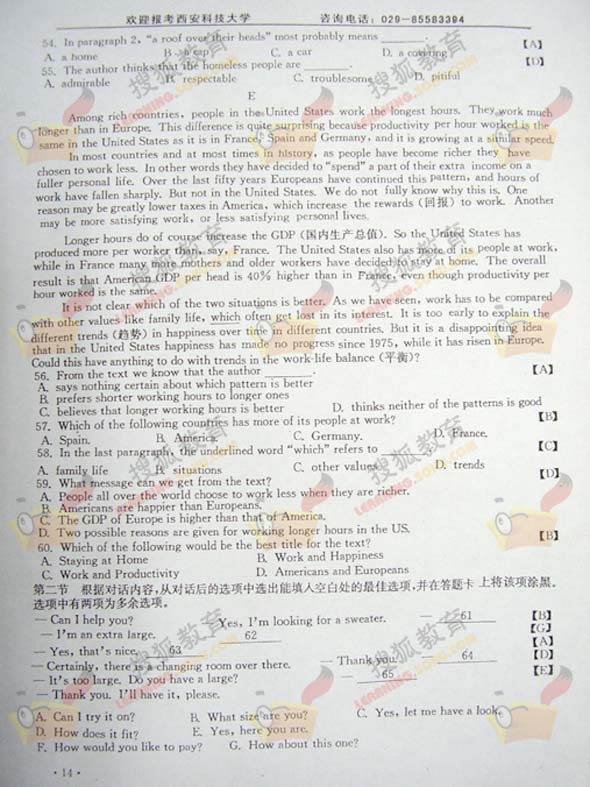 欢迎报考西安科技大学 咨询电话：029-85583394
54. In paragraph 2, “a roof over their heads” most probably means ______. 【A】
A. a home B. a cap C. a car D. a covering
55. The author thinks that the homeless people are ______. 【D】
A. admirable B. respectable C. troublesome D. pitiful
E
Among rich countries, people in the United States work the longest hours. They work much
longer than in Europe. This difference is quite surprising because productivity per hour worked is the
same in the United States as it is in France, Spain and Germany, and it is growing at a similar speed.
In most countries and at most times in history, as people have become richer they have
chosen to work less. In other words they have decided to “spend” a part of their extra income on a
fuller personal life. Over the last fifty years Europeans have continued this pattern, and hours of
work have fallen sharply. But not in the United States. We do not fully know why this is. One
reason may be greatly lower taxes in America, which increase the rewards (回报) to work. Another
may be more satisfying work, or less satisfying personal lives.
Longer hours do of course increase the GDP (国内生产总值). So the United States has
produced more per worker than, say, France. The United States also has more of its people at work,
while in France many more mothers and older workers have decided to stay at home. The overall
result is that American GDP per head is 40% higher than in France, even though productivity per
hour worked is the same.
It is not clear which of the two situations is better. As we have seen, work has to be compared
with other values like family life, which often get lost in its interest. It is too early to explain the
different trends (趋势) in happiness over time in different countries. But it is a disappointing idea
that in the United States happiness has made no progress since 1975, while it has risen in Europe.
Could this have anything to do with trends in the work-life balance (平衡)?
56. From the text we know that the author ______. 【A】
A. says nothing certain about which pattern is better
B. prefers shorter working hours to longer ones
C. believes that longer working hours is better D. thinks neither of the patterns is good
57. Which of the following countries has more of its people at work? 【B】
A. Spain. B. America. C. Germany. D. France.
58. In the last paragraph, the underlined word “which” refers to ______. 【C】
A. family life B. situations C. other values D. trends
59. What message can we get from the text? 【D】
A. People all over the world choose to work less when they are richer.
B. Americans are happier than Europeans.
C. The GDP of Europe is higher than that of America.
D. Two possible reasons are given for working longer hours in the US.
60. Which of the following would be the best title for the text? 【B】
A. Staying at Home B. Work and Happiness
C. Work and Productivity D. Americans and Europeans
第二节 根据对话内容，从对话后的选项中选出能填入空白处的最佳选项，并在答题卡上将该项涂黑。
选项中有两项为多余选项。
— Can I help you? — Yes, I'm looking for a sweater. — 61 【B】
— I'm an extra large. 62 【G】
— Yes, that's nice. 63 【A】
— Certainly, there is a changing room over there. — Thank you. 64 【D】
— It's too large. Do you have a large? — 65 【E】
— Thank you. I'll have it, please.
A. Can I try it on? B. What size are you? C. Yes, let me have a look.
D. How does it fit? E. Yes, here you are.
F. How would you like to pay? G. How about this one?
· 14 ·
搜狐教育
LEARNING.SOHU.COM